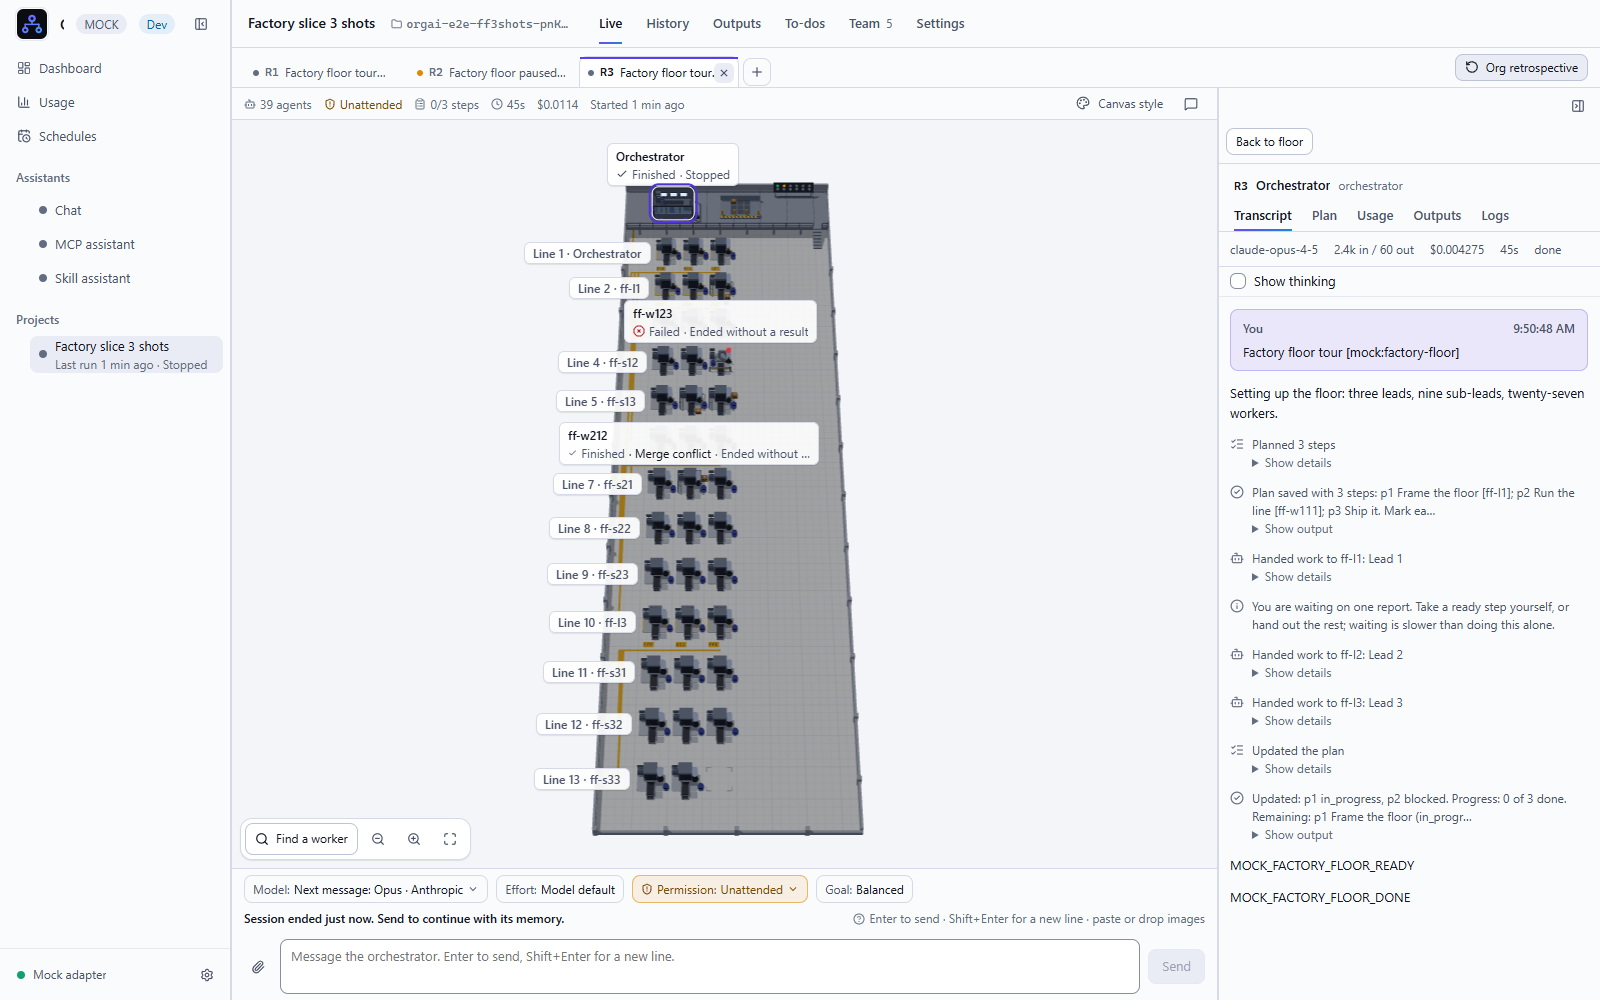 MOCK
Dev
Dashboard
Usage
Schedules
Assistants
Chat
MCP assistant
Skill assistant
Projects
Factory slice 3 shots
Last run 1 min ago · Stopped
Mock adapter
Factory slice 3 shots
orgai-e2e-ff3shots-pnK…
Live
History
Outputs
To-dos
Team 5
Settings
R1 Factory floor tour…
R2 Factory floor paused…
R3 Factory floor tour.
Org retrospective
39 agents
Unattended
0/3 steps
45s
$0.0114
Started 1 min ago
Canvas style
Orchestrator
Finished · Stopped
Line 1 · Orchestrator
Line 2 · ff-l1
ff-w123
Failed · Ended without a result
Line 4 · ff-s12
Line 5 · ff-s13
ff-w212
Finished · Merge conflict · Ended without ...
Line 7 · ff-s21
Line 8 · ff-s22
Line 9 · ff-s23
Line 10 · ff-l3
Line 11 · ff-s31
Line 12 · ff-s32
Line 13 · ff-s33
Find a worker
Model: Next message: Opus · Anthropic
Effort: Model default
Permission: Unattended
Goal: Balanced
Session ended just now. Send to continue with its memory.
Enter to send · Shift+Enter for a new line · paste or drop images
Message the orchestrator. Enter to send, Shift+Enter for a new line.
Send
Back to floor
R3 Orchestrator orchestrator
Transcript
Plan
Usage
Outputs
Logs
claude-opus-4-5
2.4k in / 60 out
$0.004275
45s
done
Show thinking
You
9:50:48 AM
Factory floor tour [mock:factory-floor]
Setting up the floor: three leads, nine sub-leads, twenty-seven
workers.
Planned 3 steps
Show details
Plan saved with 3 steps: p1 Frame the floor [ff-l1]; p2 Run the
line [ff-w111]; p3 Ship it. Mark ea...
Show output
Handed work to ff-l1: Lead 1
Show details
You are waiting on one report. Take a ready step yourself, or
hand out the rest; waiting is slower than doing this alone.
Handed work to ff-l2: Lead 2
Show details
Handed work to ff-l3: Lead 3
Show details
Updated the plan
Show details
Updated: p1 in_progress, p2 blocked. Progress: 0 of 3 done.
Remaining: p1 Frame the floor (in_progr...
Show output
MOCK_FACTORY_FLOOR_READY
MOCK_FACTORY_FLOOR_DONE